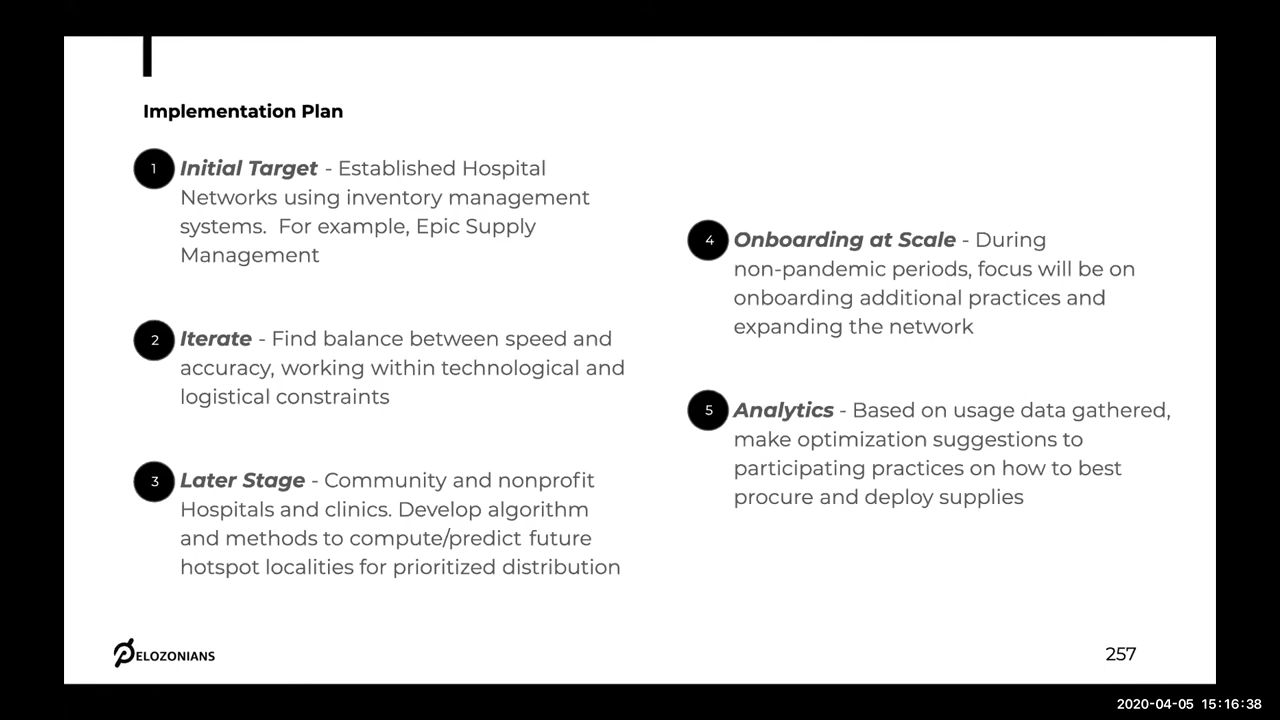 Implementation Plan
1 Initial Target - Established Hospital
Networks using inventory management
systems. For example, Epic Supply
Management
2 Iterate - Find balance between speed and
accuracy, working within technological and
logistical constraints
3 Later Stage - Community and nonprofit
Hospitals and clinics. Develop algorithm
and methods to compute/predict future
hotspot localities for prioritized distribution
4 Onboarding at Scale - During
non-pandemic periods, focus will be on
onboarding additional practices and
expanding the network
5 Analytics - Based on usage data gathered,
make optimization suggestions to
participating practices on how to best
procure and deploy supplies
PELOZONIANS
257
2020-04-05 15:16:38